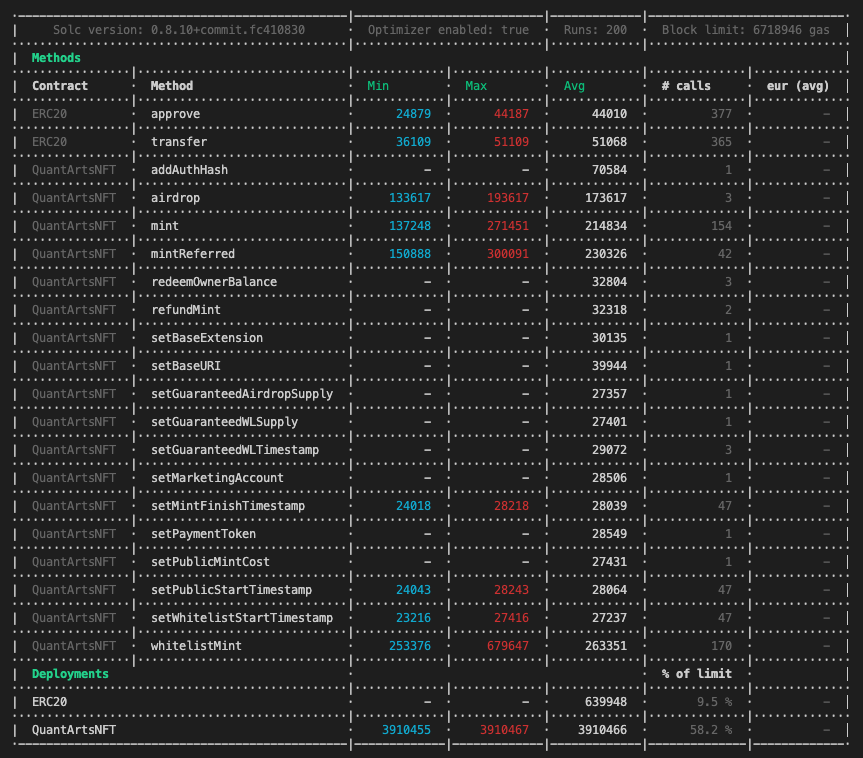 Solc version: 0.8.10+commit.fc410830 Optimizer enabled: true Runs: 200 Block limit: 6718946 gas
Methods
Contract Method Min Max Avg # calls eur (avg)
ERC20 approve 24879 44187 44010 377 –
ERC20 transfer 36109 51109 51068 365 –
QuantArtsNFT addAuthHash – – 70584 1 –
QuantArtsNFT airdrop 133617 193617 173617 3 –
QuantArtsNFT mint 137248 271451 214834 154 –
QuantArtsNFT mintReferred 150888 300091 230326 42 –
QuantArtsNFT redeemOwnerBalance – – 32804 3 –
QuantArtsNFT refundMint – – 32318 2 –
QuantArtsNFT setBaseExtension – – 30135 1 –
QuantArtsNFT setBaseURI – – 39944 1 –
QuantArtsNFT setGuaranteedAirdropSupply – – 27357 1 –
QuantArtsNFT setGuaranteedWLSupply – – 27401 1 –
QuantArtsNFT setGuaranteedWLTimestamp – – 29072 3 –
QuantArtsNFT setMarketingAccount – – 28506 1 –
QuantArtsNFT setMintFinishTimestamp 24018 28218 28039 47 –
QuantArtsNFT setPaymentToken – – 28549 1 –
QuantArtsNFT setPublicMintCost – – 27431 1 –
QuantArtsNFT setPublicStartTimestamp 24043 28243 28064 47 –
QuantArtsNFT setWhitelistStartTimestamp 23216 27416 27237 47 –
QuantArtsNFT whitelistMint 253376 679647 263351 170 –
Deployments % of limit
ERC20 – – 639948 9.5 % –
QuantArtsNFT 3910455 3910467 3910466 58.2 % –